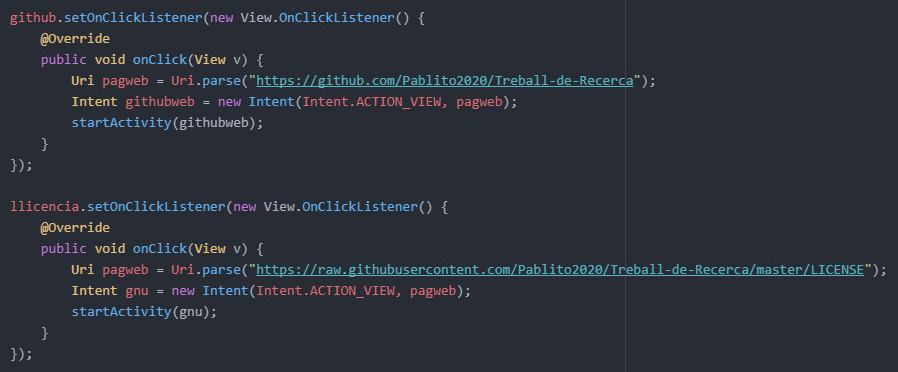 github.setOnClickListener(new View.OnClickListener() {
    @Override
    public void onClick(View v) {
        Uri pagweb = Uri.parse("https://github.com/Pablito2020/Treball-de-Recerca");
        Intent githubweb = new Intent(Intent.ACTION_VIEW, pagweb);
        startActivity(githubweb);
    }
});

llicencia.setOnClickListener(new View.OnClickListener() {
    @Override
    public void onClick(View v) {
        Uri pagweb = Uri.parse("https://raw.githubusercontent.com/Pablito2020/Treball-de-Recerca/master/LICENSE");
        Intent gnu = new Intent(Intent.ACTION_VIEW, pagweb);
        startActivity(gnu);
    }
});